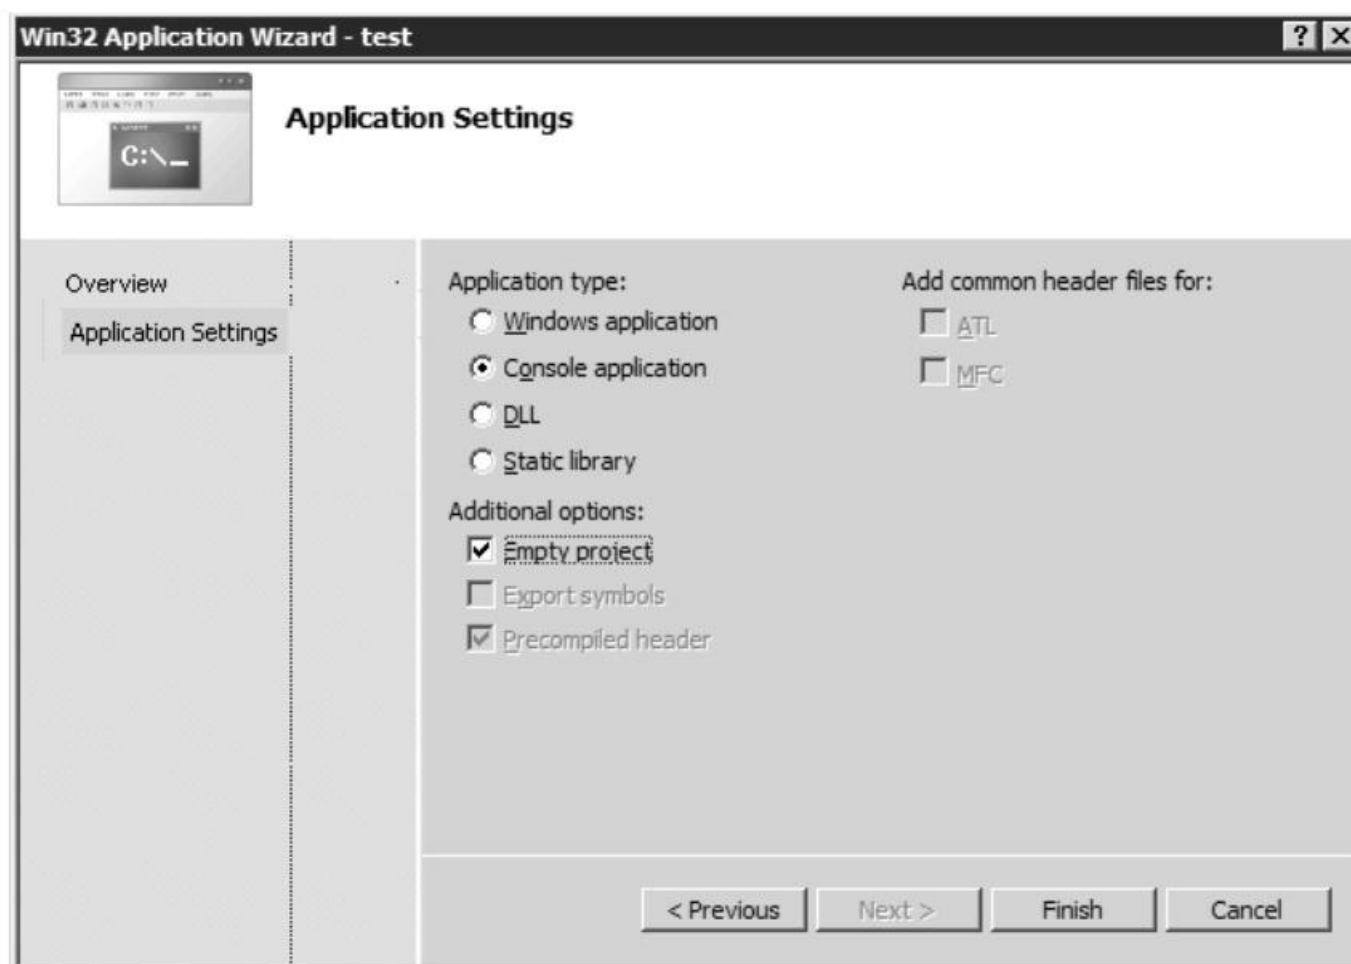 Win32 Application Wizard - test
?
C:\_
Application Settings
Overview
Application Settings
Application type:
Windows application
Console application
DLL
Static library
Additional options:
Empty project
Export symbols
Precompiled header
Add common header files for:
ATL
MFC
< Previous
Next >
Finish
Cancel